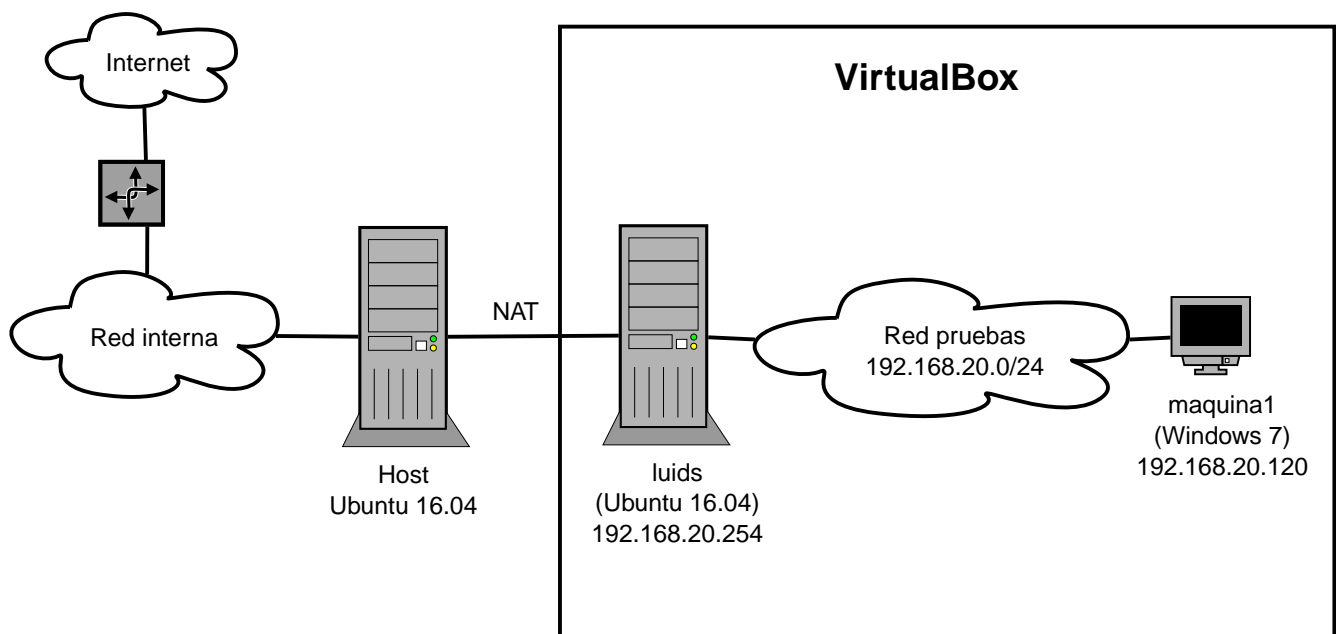 Internet
VirtualBox
NAT
Red interna
Red pruebas
192.168.20.0/24
Host
Ubuntu 16.04
luids
(Ubuntu 16.04)
192.168.20.254
maquina1
(Windows 7)
192.168.20.120